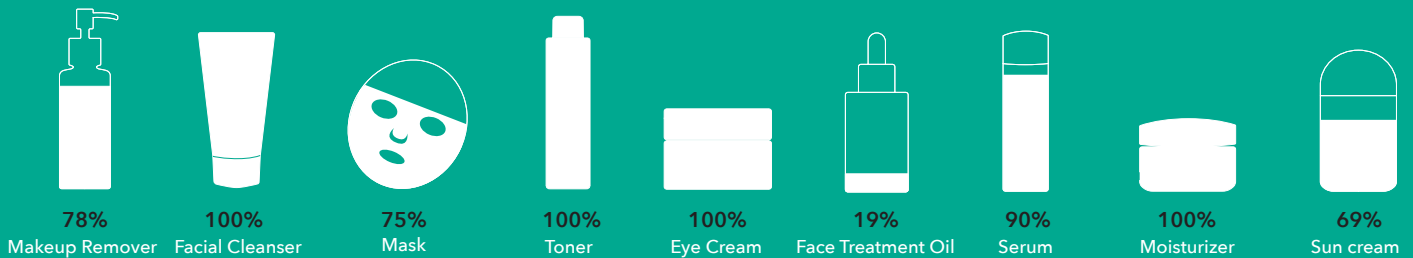 78%
Makeup Remover
100%
Facial Cleanser
75%
Mask
100%
Toner
100%
Eye Cream
19%
Face Treatment Oil
90%
Serum
100%
Moisturizer
69%
Sun cream